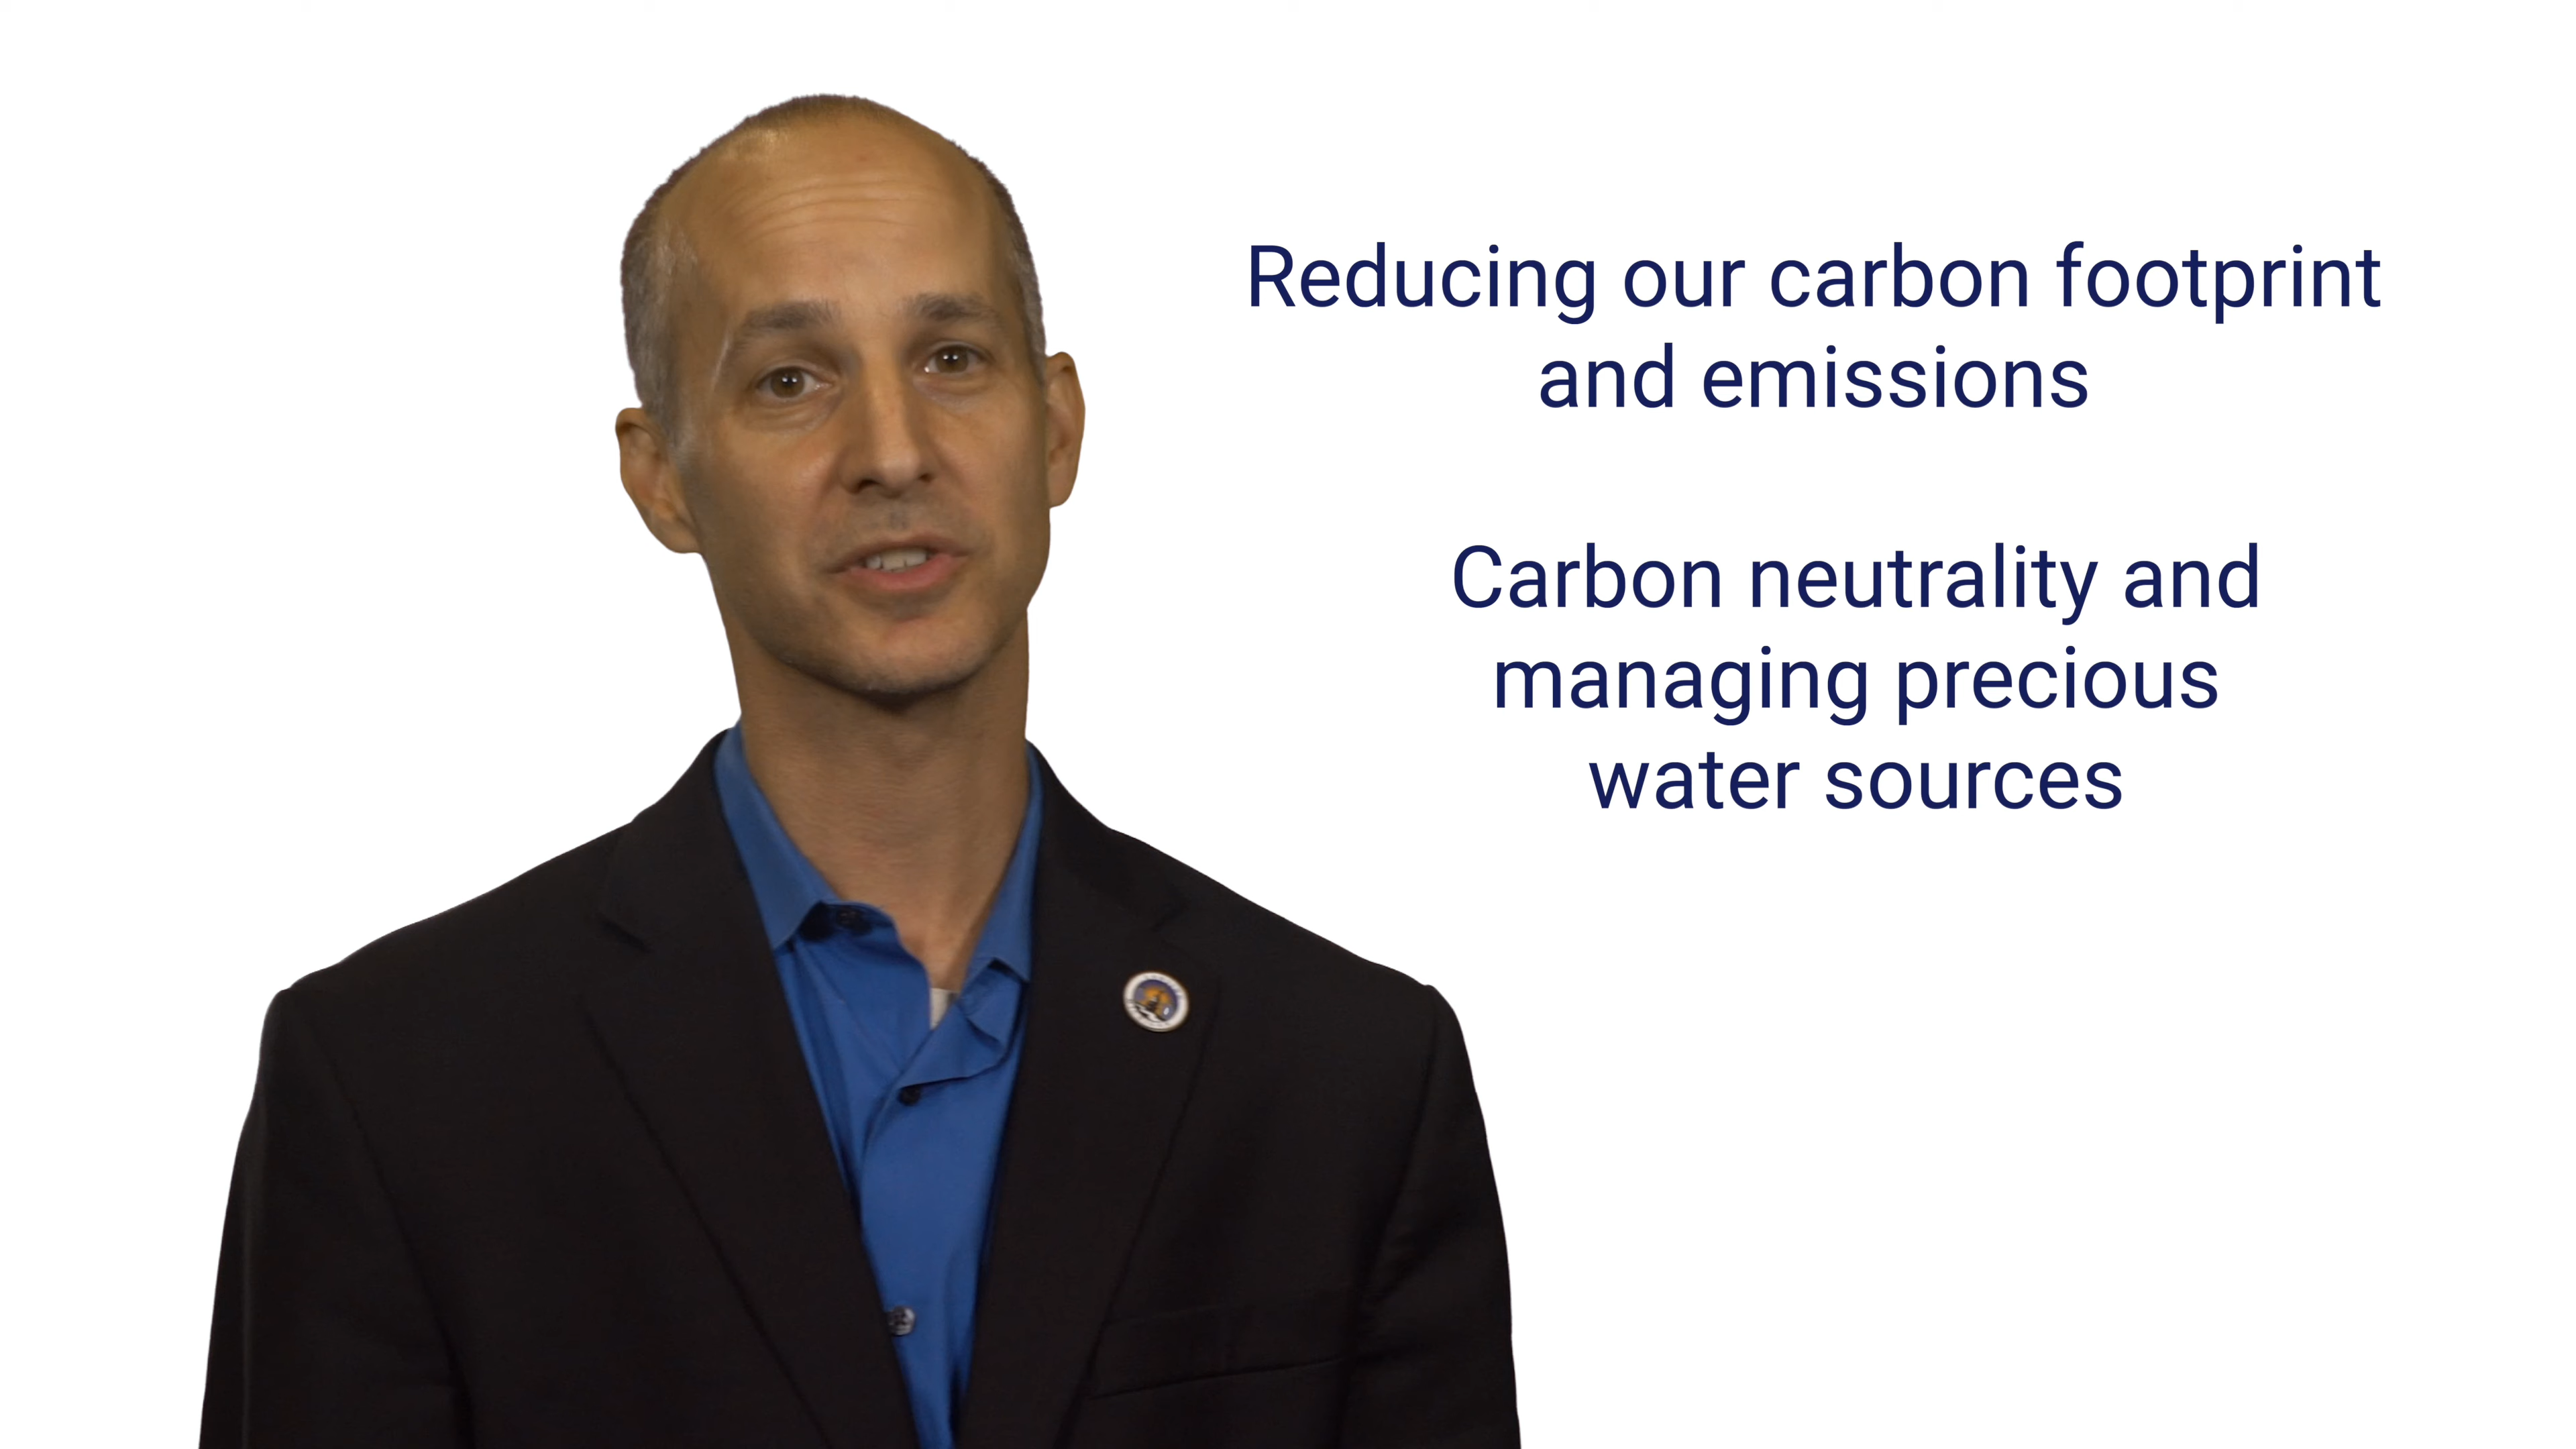 Reducing our carbon footprint
and emissions
Carbon neutrality and
managing precious
water sources